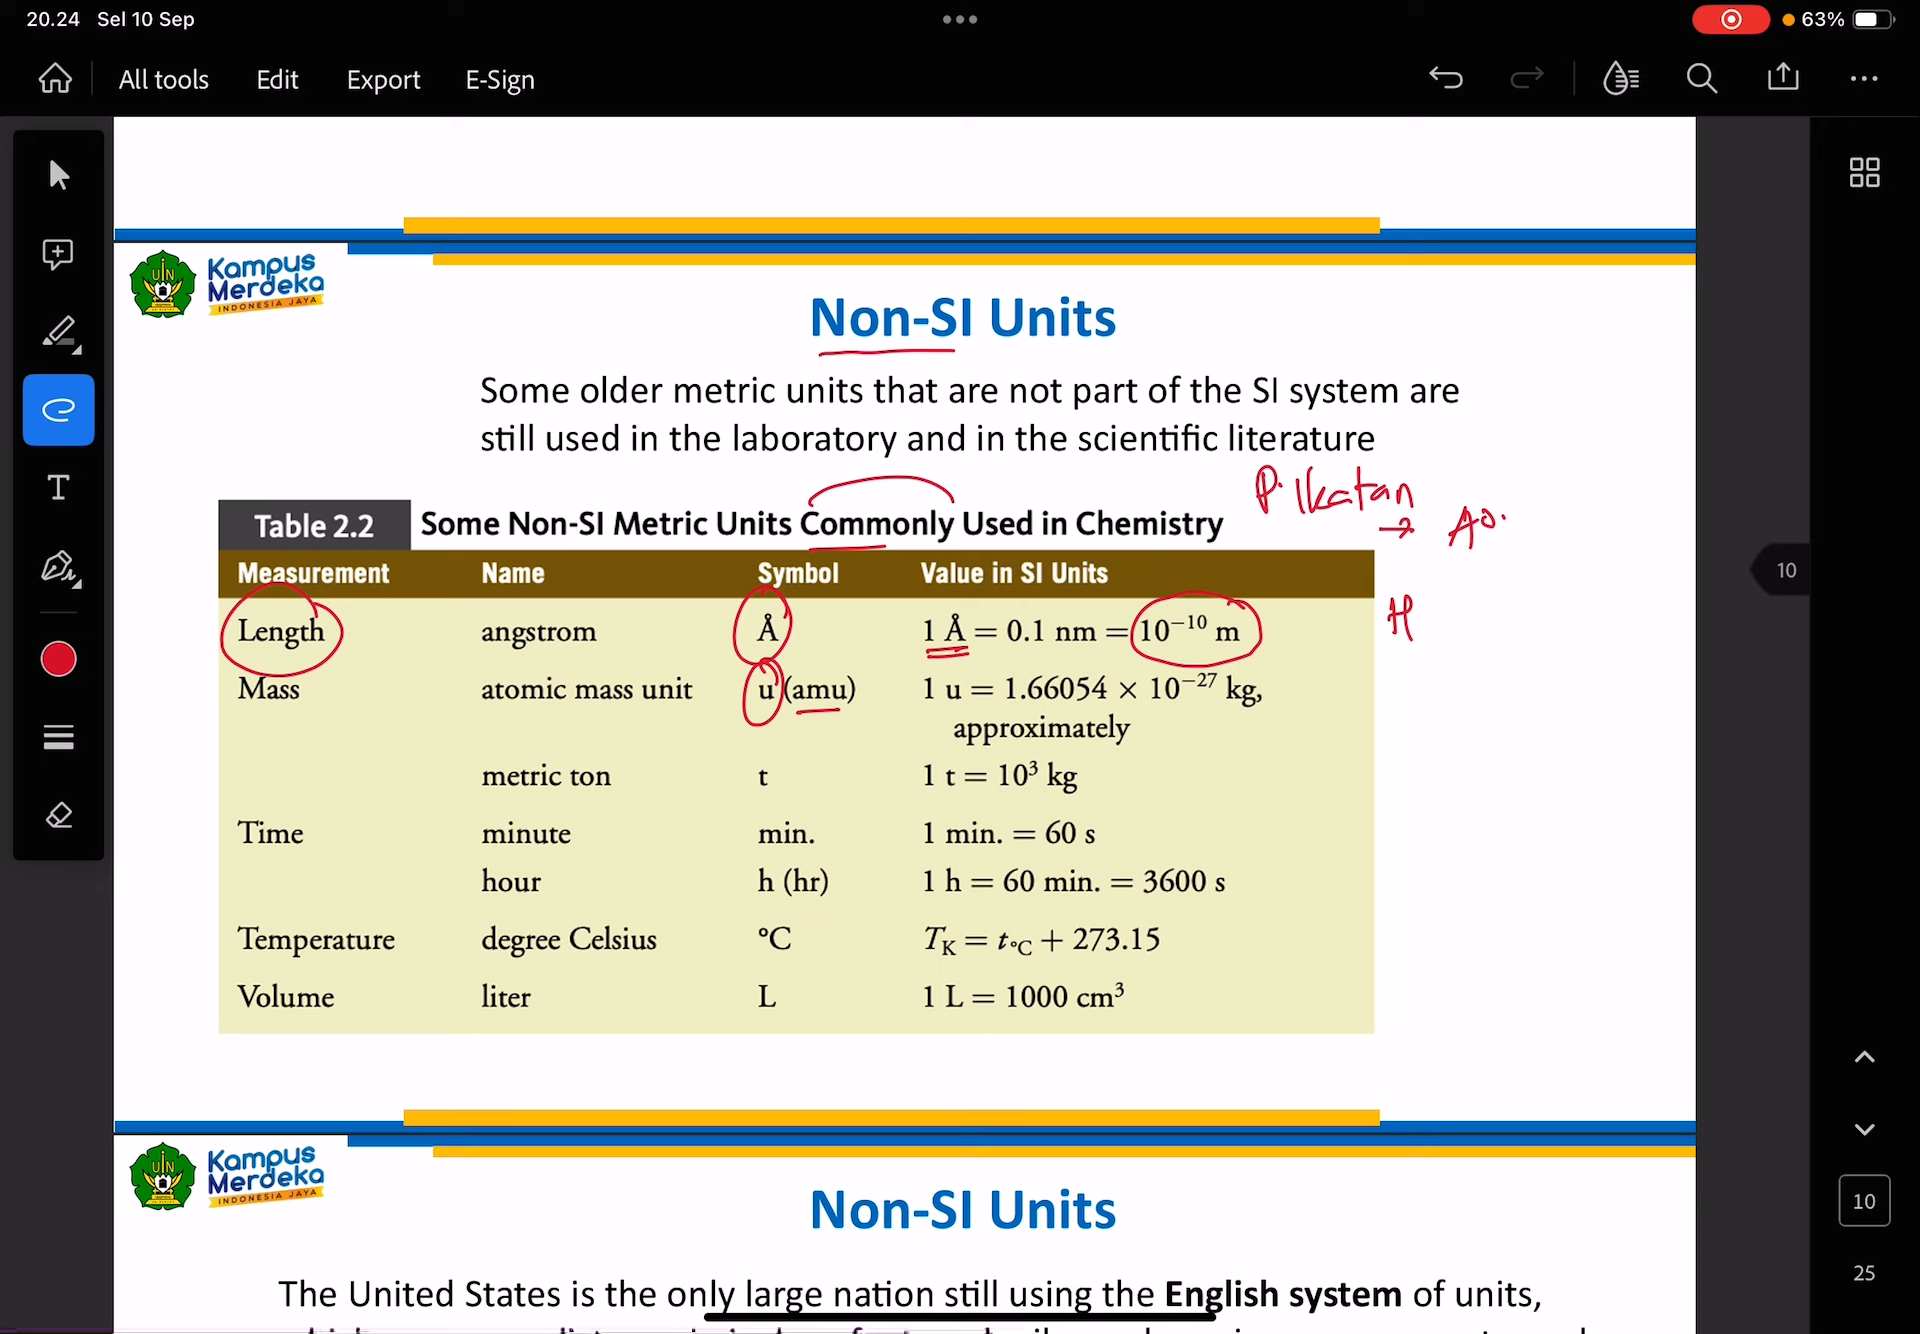 20.24 Sel 10 Sep
63%
All tools Edit Export E-Sign
UIN
Kampus
Merdeka
INDONESIA JAYA
Non-SI Units
Some older metric units that are not part of the SI system are
still used in the laboratory and in the scientific literature
P. Ikatan
→ A°.
Table 2.2 Some Non-SI Metric Units Commonly Used in Chemistry
Measurement Name Symbol Value in SI Units
Length angstrom Å 1 Å = 0.1 nm = 10⁻¹⁰ m
H
Mass atomic mass unit u (amu) 1 u = 1.66054 × 10⁻²⁷ kg,
approximately
metric ton t 1 t = 10³ kg
Time minute min. 1 min. = 60 s
hour h (hr) 1 h = 60 min. = 3600 s
Temperature degree Celsius °C T_K = t_°C + 273.15
Volume liter L 1 L = 1000 cm³
T
10
UIN
Kampus
Merdeka
INDONESIA JAYA
Non-SI Units
The United States is the only large nation still using the English system of units,
10
25